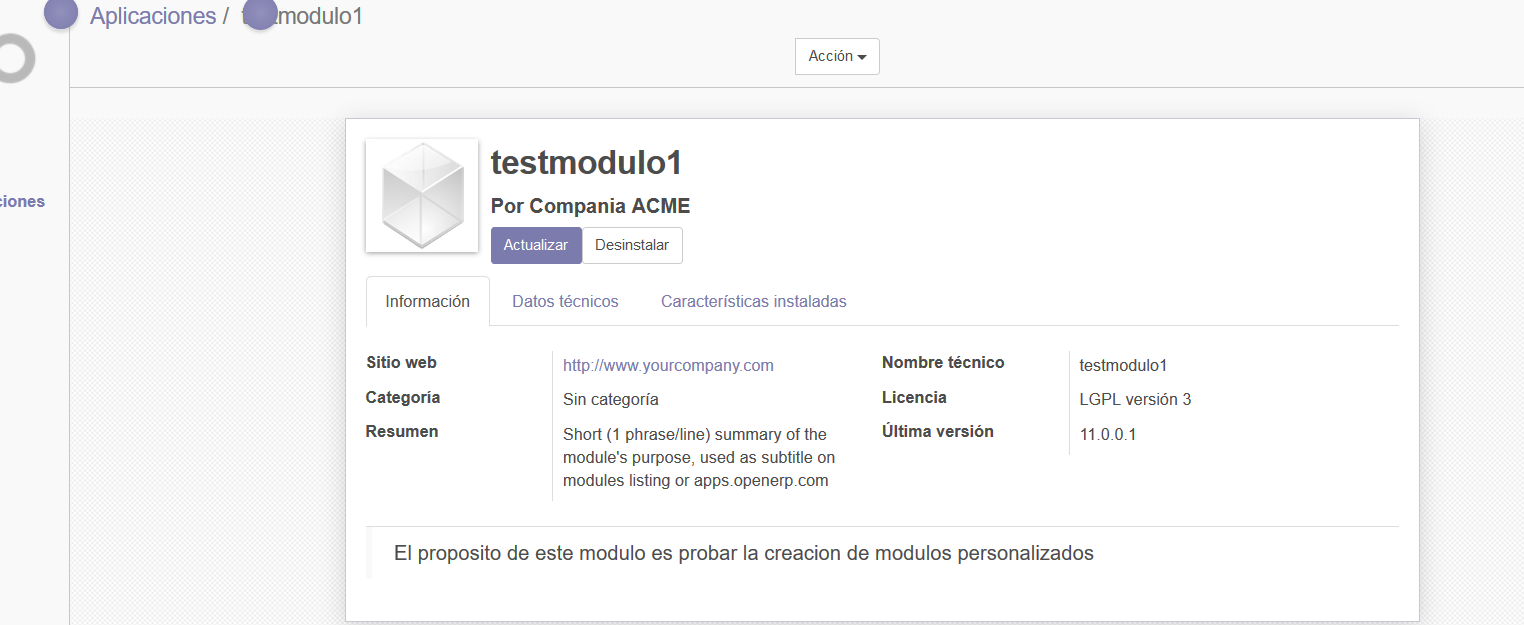 Aplicaciones / t modulo1
Acción
ciones
testmodulo1
Por Compania ACME
Actualizar Desinstalar
Información Datos técnicos Características instaladas
Sitio web http://www.yourcompany.com Nombre técnico testmodulo1
Categoría Sin categoría Licencia LGPL versión 3
Resumen Short (1 phrase/line) summary of the Última versión 11.0.0.1
module's purpose, used as subtitle on
modules listing or apps.openerp.com
El proposito de este modulo es probar la creacion de modulos personalizados